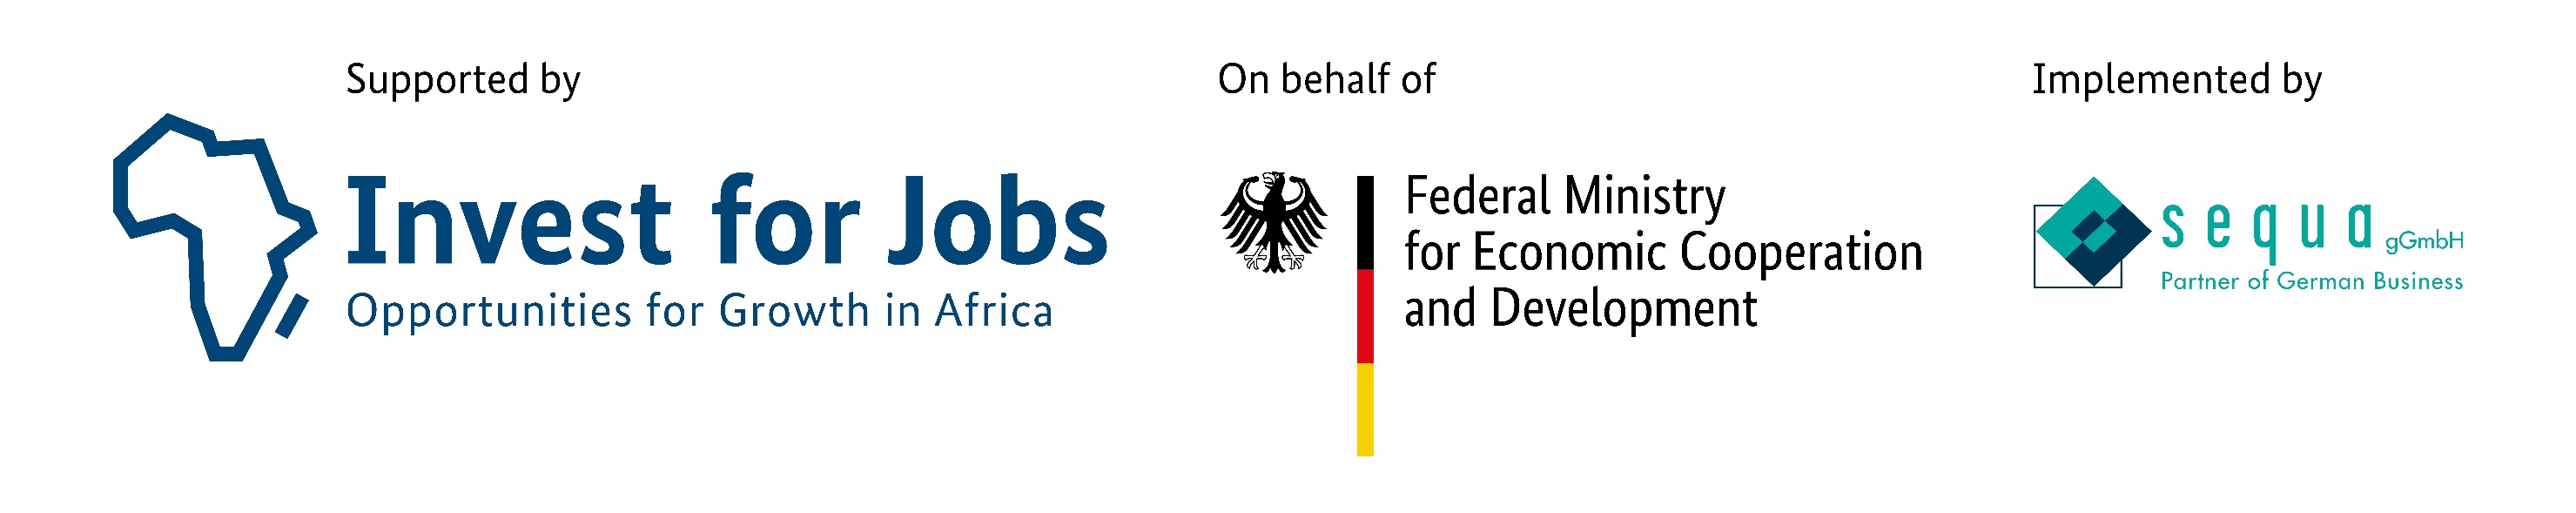 Supported by
Invest for Jobs
Opportunities for Growth in Africa
On behalf of
Federal Ministry
for Economic Cooperation
and Development
Implemented by
sequa gGmbH
Partner of German Business